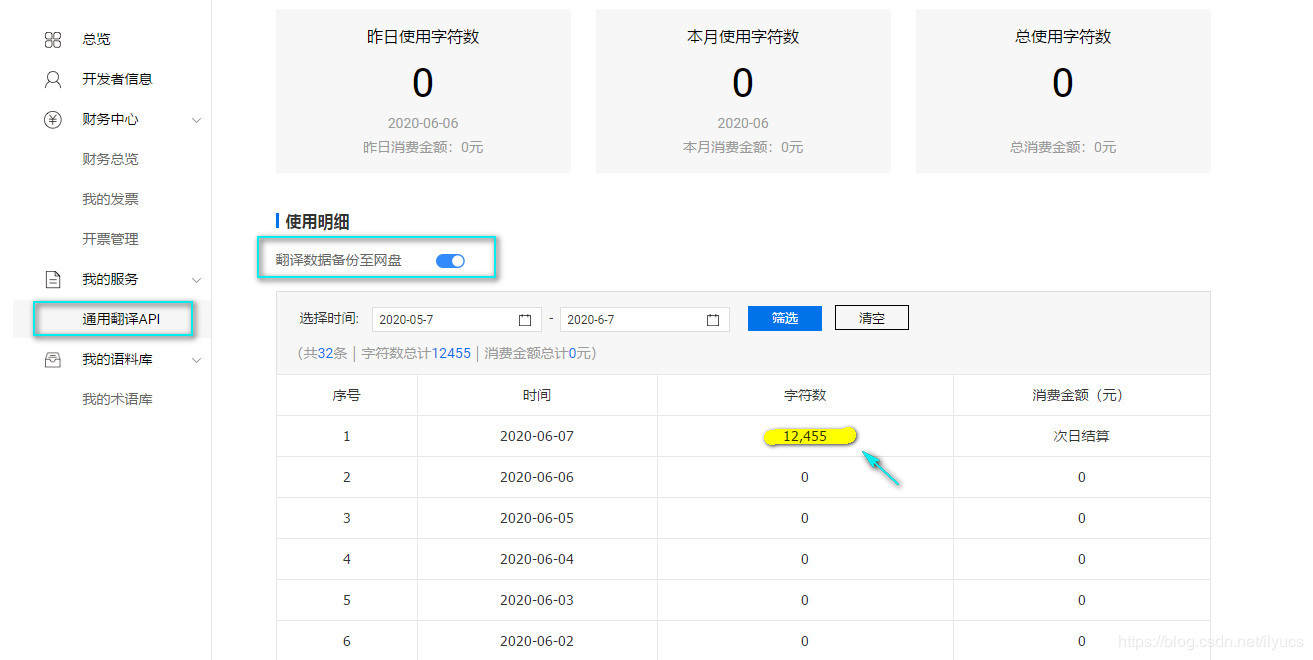 总览
开发者信息
财务中心
财务总览
我的发票
开票管理
我的服务
通用翻译API
我的语料库
我的术语库
昨日使用字符数
0
2020-06-06
昨日消费金额：0元
本月使用字符数
0
2020-06
本月消费金额：0元
总使用字符数
0
总消费金额：0元
使用明细
翻译数据备份至网盘
选择时间: 2020-05-7 - 2020-6-7 筛选 清空
(共32条 | 字符数总计12455 | 消费金额总计0元)
序号 时间 字符数 消费金额（元）
1 2020-06-07 12,455 次日结算
2 2020-06-06 0 0
3 2020-06-05 0 0
4 2020-06-04 0 0
5 2020-06-03 0 0
6 2020-06-02 0 0
https://blog.csdn.net/ilyucs